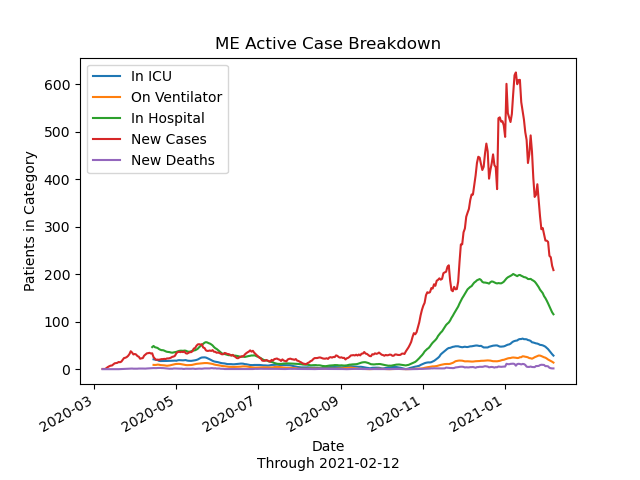 ME Active Case Breakdown
In ICU
On Ventilator
In Hospital
New Cases
New Deaths
Patients in Category
600
500
400
300
200
100
0
2020-03
2020-05
2020-07
2020-09
2020-11
2021-01
Date
Through 2021-02-12